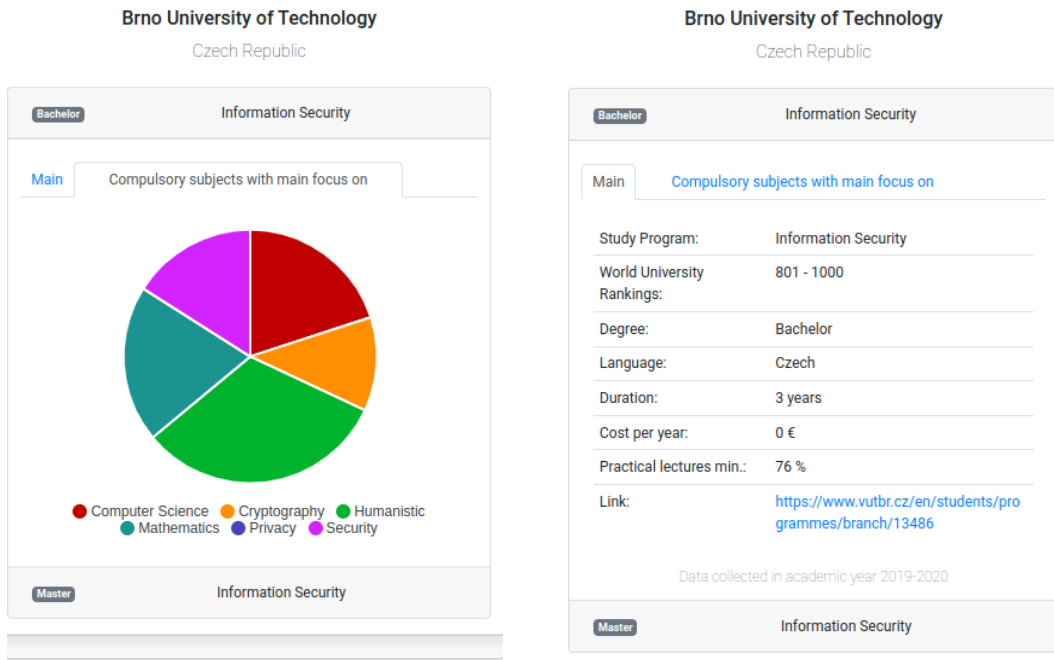 Brno University of Technology
Czech Republic
Bachelor Information Security
Main Compulsory subjects with main focus on
Computer Science Cryptography Humanistic
Mathematics Privacy Security
Master Information Security
Brno University of Technology
Czech Republic
Bachelor Information Security
Main Compulsory subjects with main focus on
Study Program: Information Security
World University 801 - 1000
Rankings:
Degree: Bachelor
Language: Czech
Duration: 3 years
Cost per year: 0 €
Practical lectures min.: 76 %
Link: https://www.vutbr.cz/en/students/pro
grammes/branch/13486
Data collected in academic year 2019-2020
Master Information Security